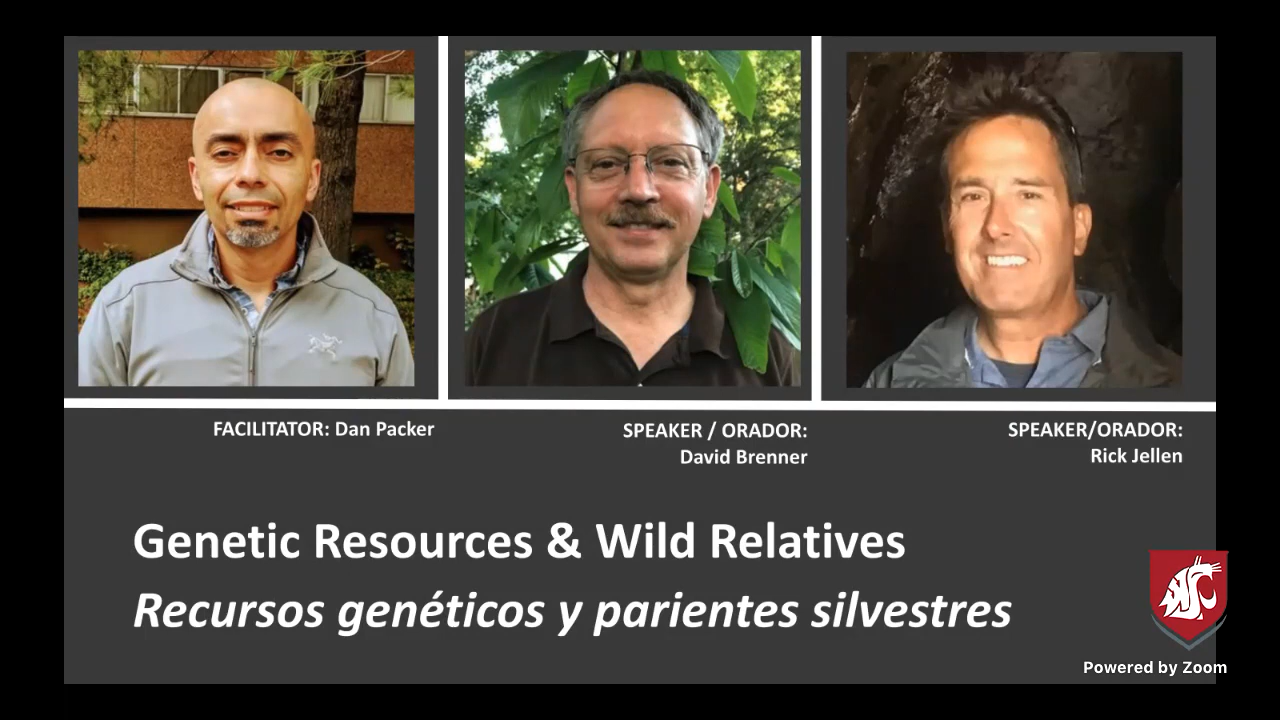 FACILITATOR: Dan Packer
SPEAKER / ORADOR:
David Brenner
SPEAKER/ORADOR:
Rick Jellen
Genetic Resources & Wild Relatives
Recursos genéticos y parientes silvestres
Powered by Zoom